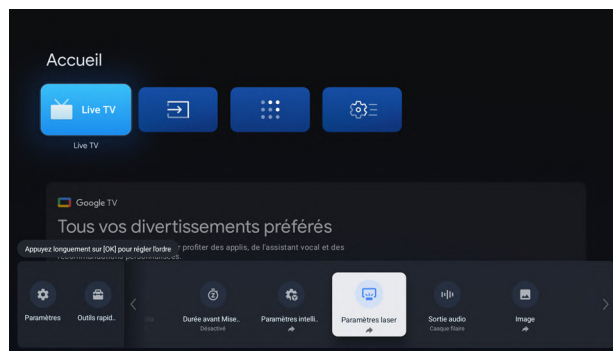 Accueil
Live TV
Live TV
Google TV
Tous vos divertissements préférés
profiter des applis, de l'assistant vocal et des
recommandations personnalisées.
Appuyez longuement sur [OK] pour régler l'ordre
Paramètres
Outils rapid..
Durée avant Mise..
Désactivé
Paramètres intelli..
Paramètres laser
Sortie audio
Casque filaire
Image